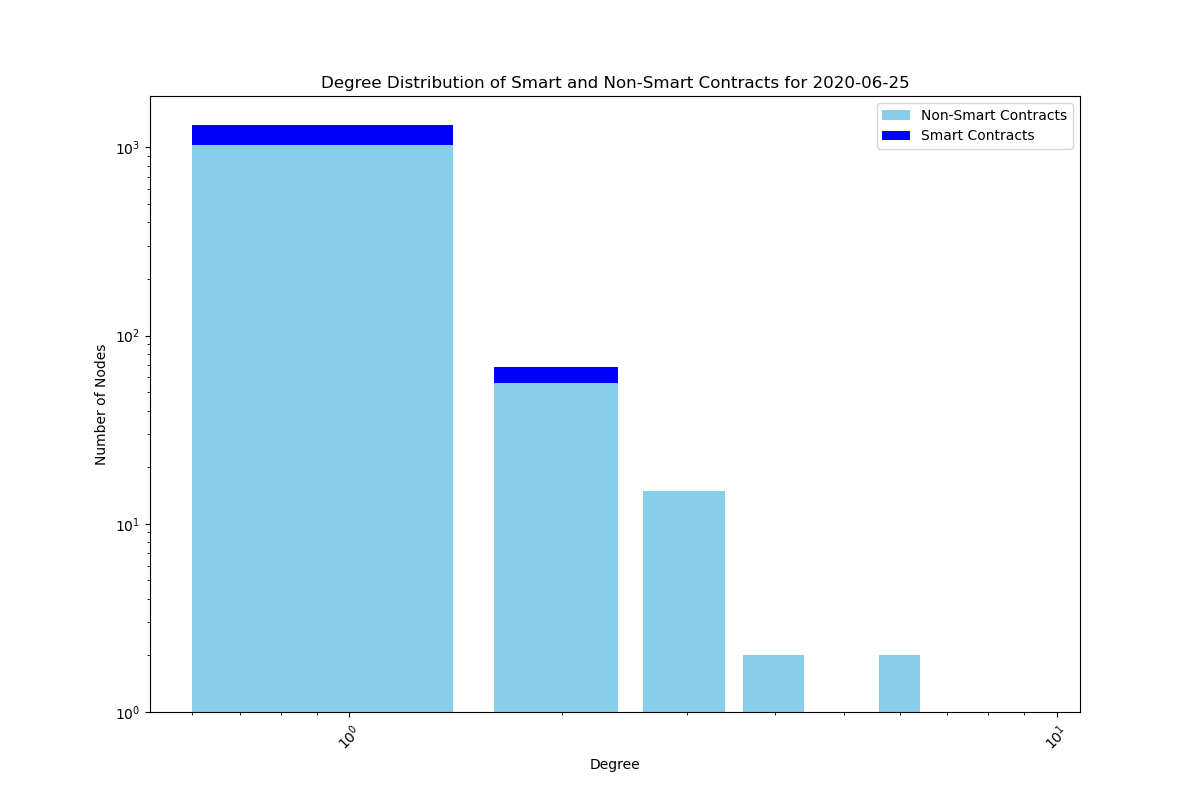 Degree Distribution of Smart and Non-Smart Contracts for 2020-06-25
Non-Smart Contracts
Smart Contracts
Number of Nodes
10³
10²
10¹
10⁰
10⁰
10¹
Degree